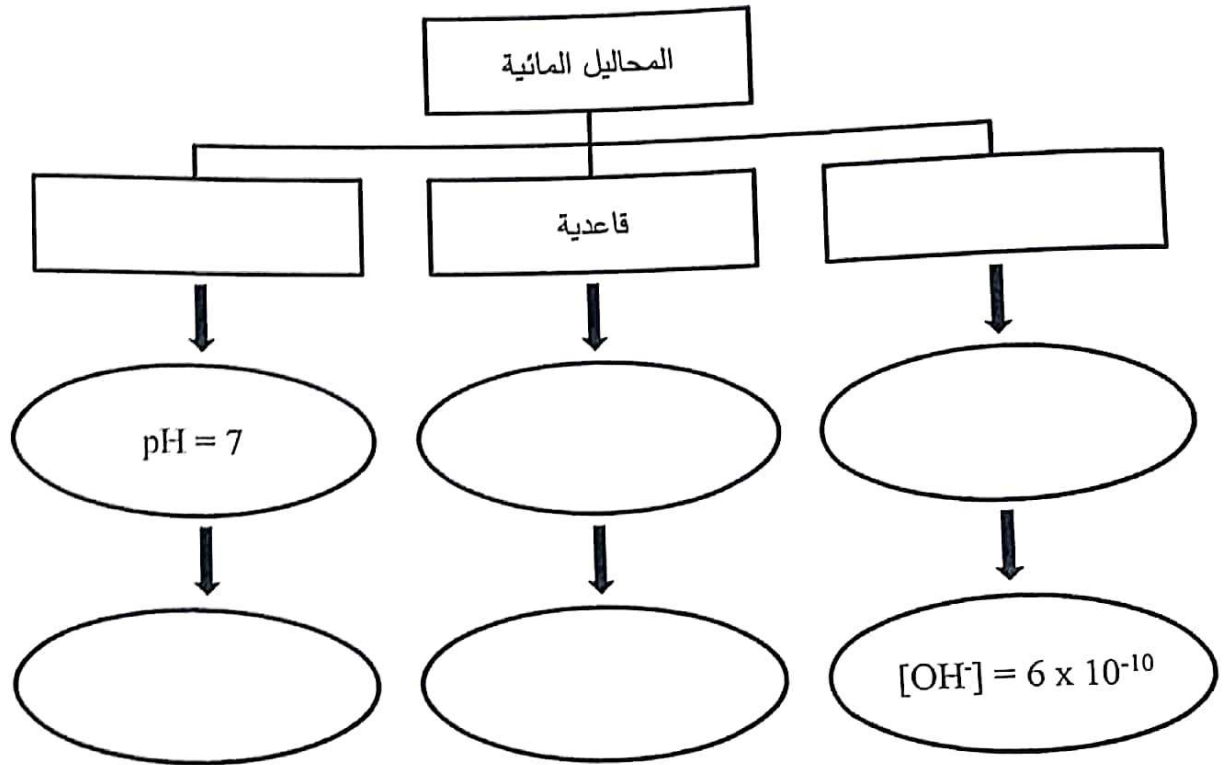 المحاليل المائية
قاعدية
pH = 7
[OH⁻] = 6 x 10⁻¹⁰